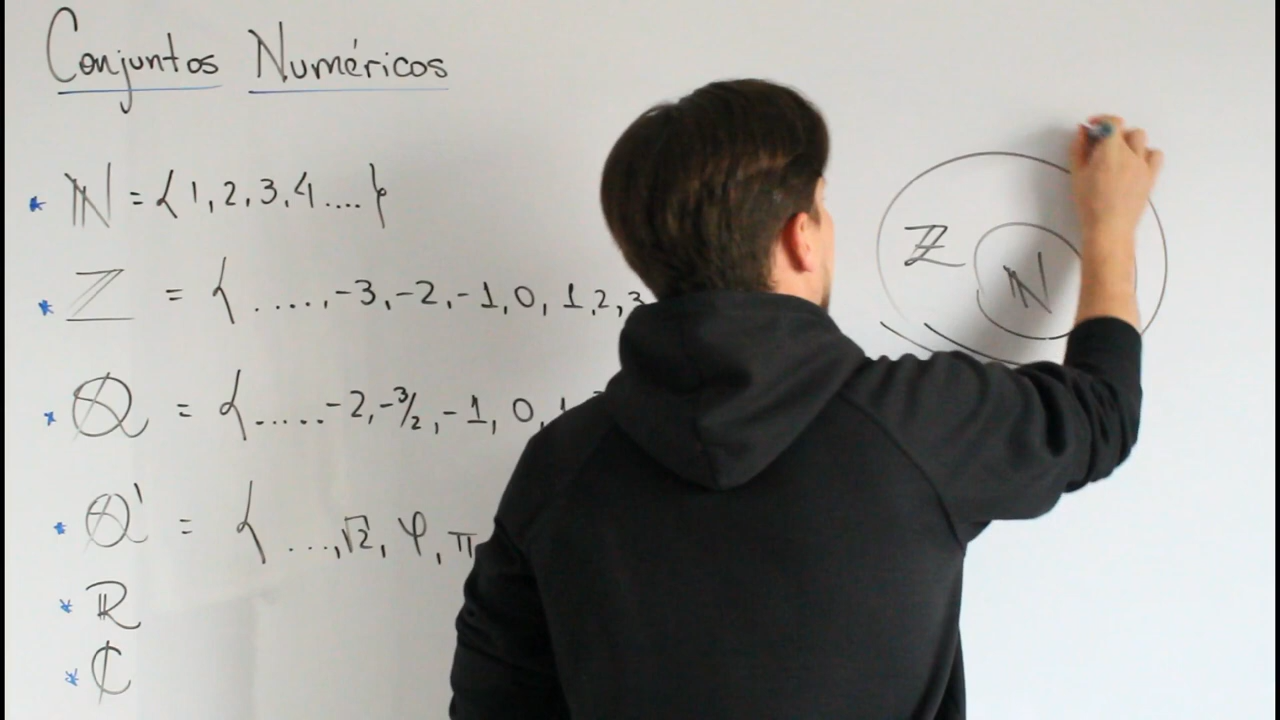 Conjuntos Numéricos
* ℕ = { 1, 2, 3, 4 .... }
* Z = { ....., -3, -2, -1, 0, 1, 2, 3
* ℚ = { ..... -2, -3/2, -1, 0, 1
* ℚ' = { ..., √2, φ, π
* ℝ
* ℂ
ℤ
ℕ